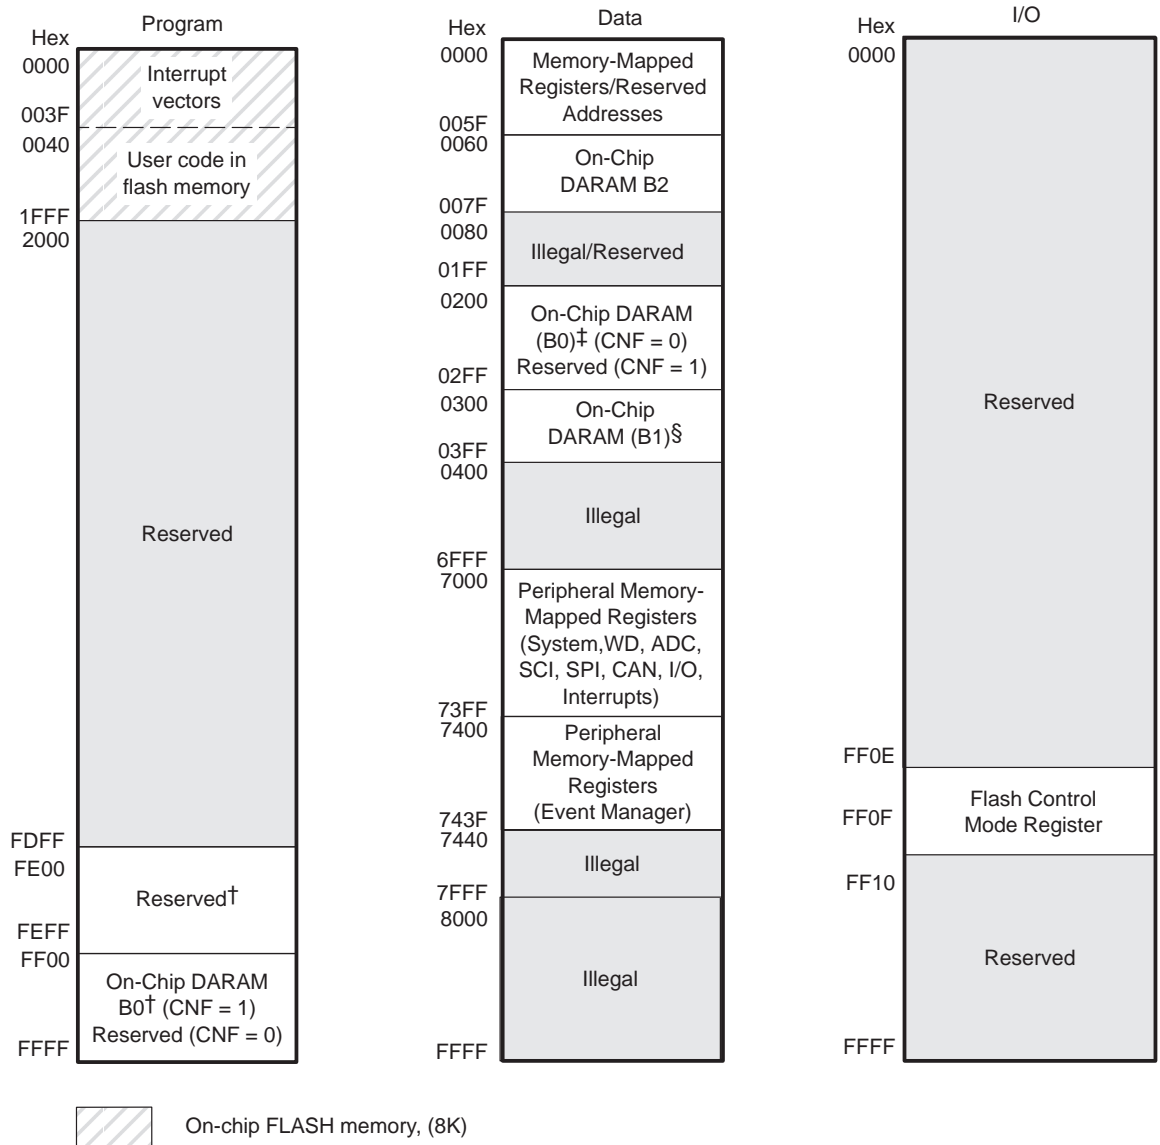 Program
Hex
0000
Interrupt
vectors
003F
0040
User code in
flash memory
1FFF
2000
Reserved
FDFF
FE00
Reserved†
FEFF
FF00
On-Chip DARAM
B0† (CNF = 1)
Reserved (CNF = 0)
FFFF
Data
Hex
0000
Memory-Mapped
Registers/Reserved
Addresses
005F
0060
On-Chip
DARAM B2
007F
0080
Illegal/Reserved
01FF
0200
On-Chip DARAM
(B0)‡ (CNF = 0)
Reserved (CNF = 1)
02FF
0300
On-Chip
DARAM (B1)§
03FF
0400
Illegal
6FFF
7000
Peripheral Memory-
Mapped Registers
(System,WD, ADC,
SCI, SPI, CAN, I/O,
Interrupts)
73FF
7400
Peripheral
Memory-Mapped
Registers
(Event Manager)
743F
7440
Illegal
7FFF
8000
Illegal
FFFF
I/O
Hex
0000
Reserved
FF0E
Flash Control
Mode Register
FF0F
FF10
Reserved
FFFF
On-chip FLASH memory, (8K)